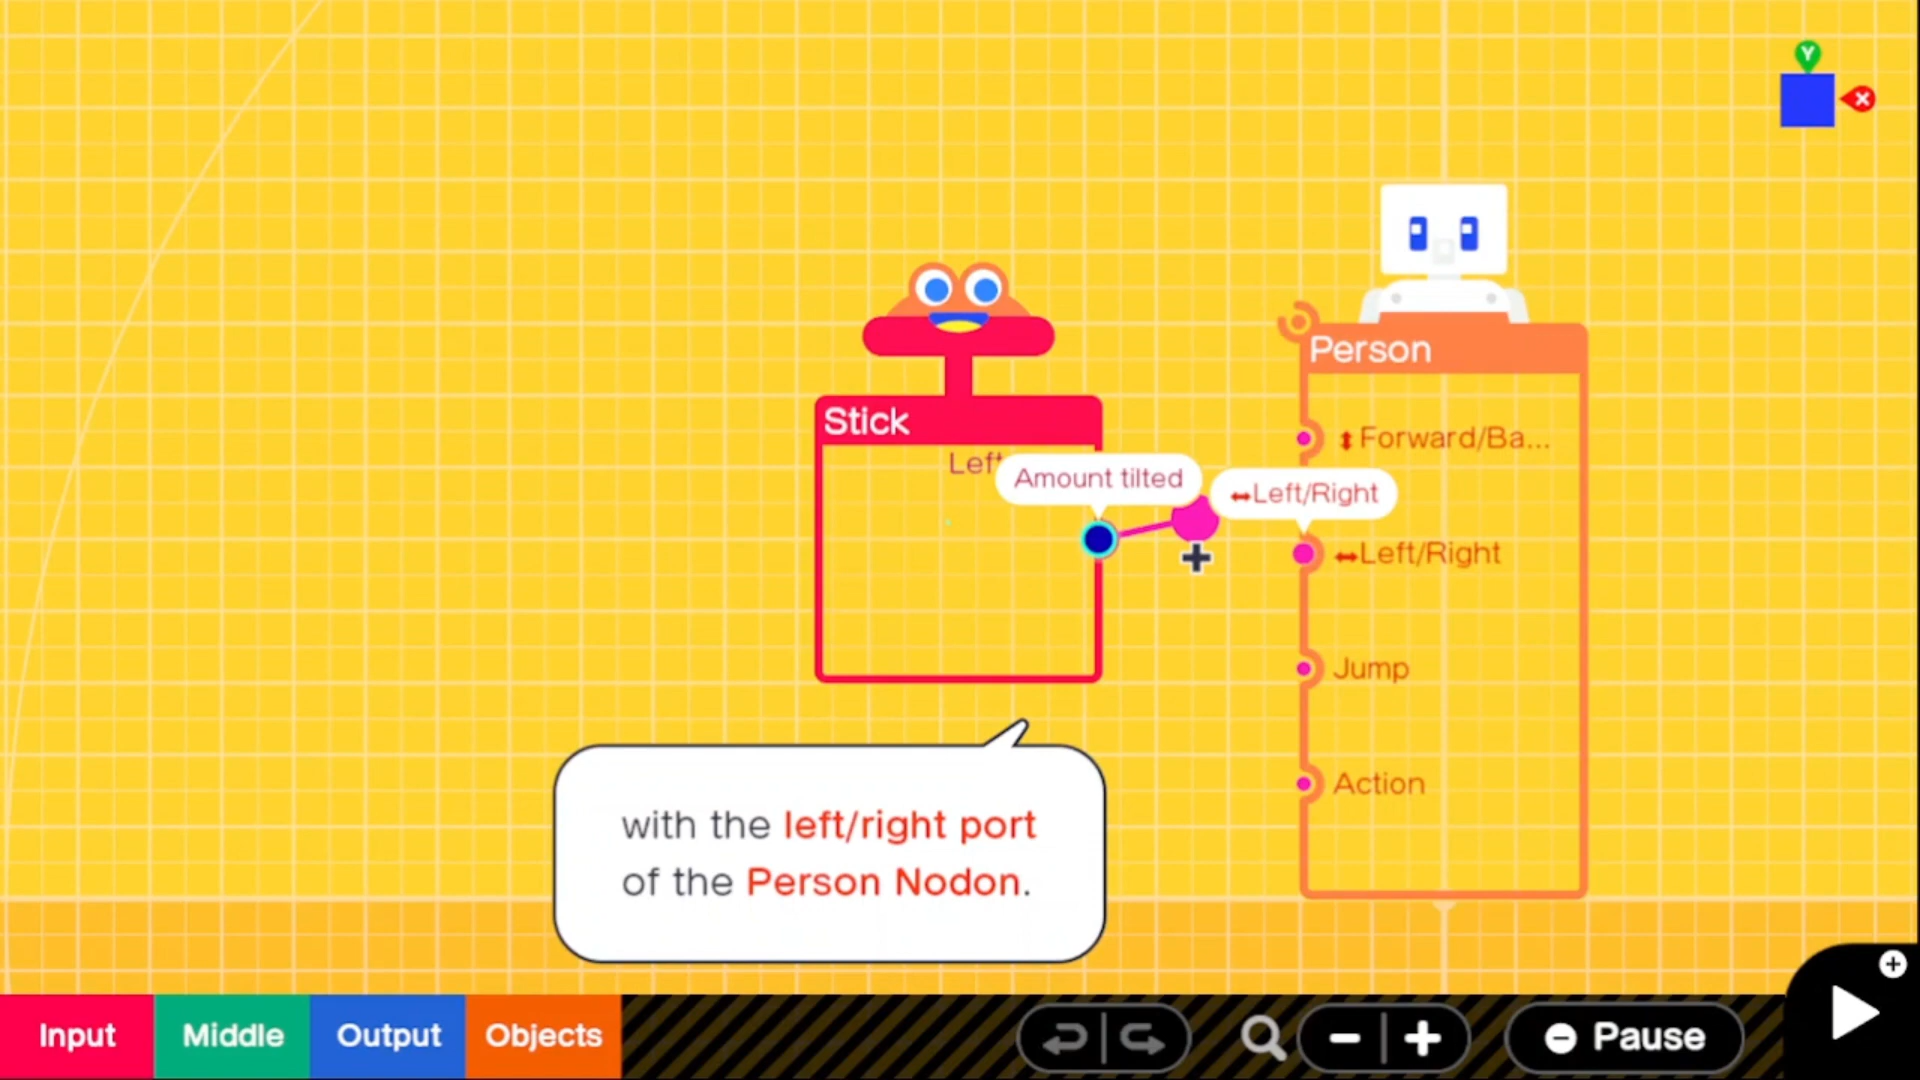 Y
X
Person
Stick
Forward/Ba...
Left
Amount tilted
Left/Right
Left/Right
Jump
Action
with the left/right port
of the Person Nodon.
Input
Middle
Output
Objects
Pause